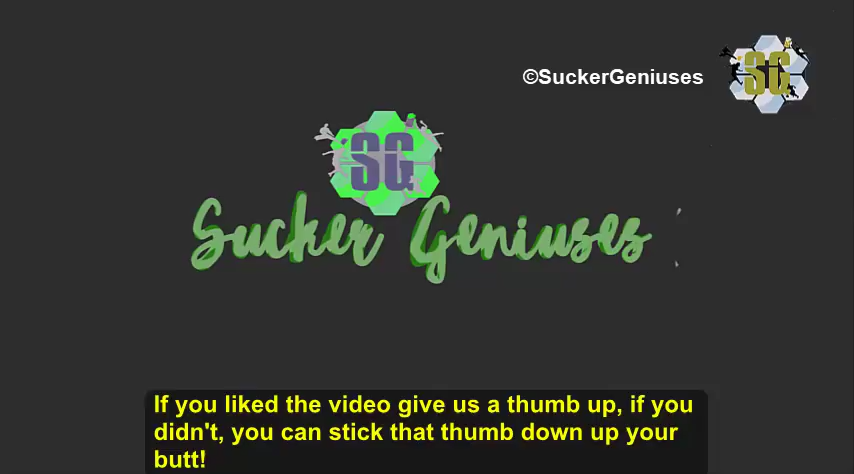 ©SuckerGeniuses
SG
SG
Sucker Geniuses
If you liked the video give us a thumb up, if you
didn't, you can stick that thumb down up your
butt!